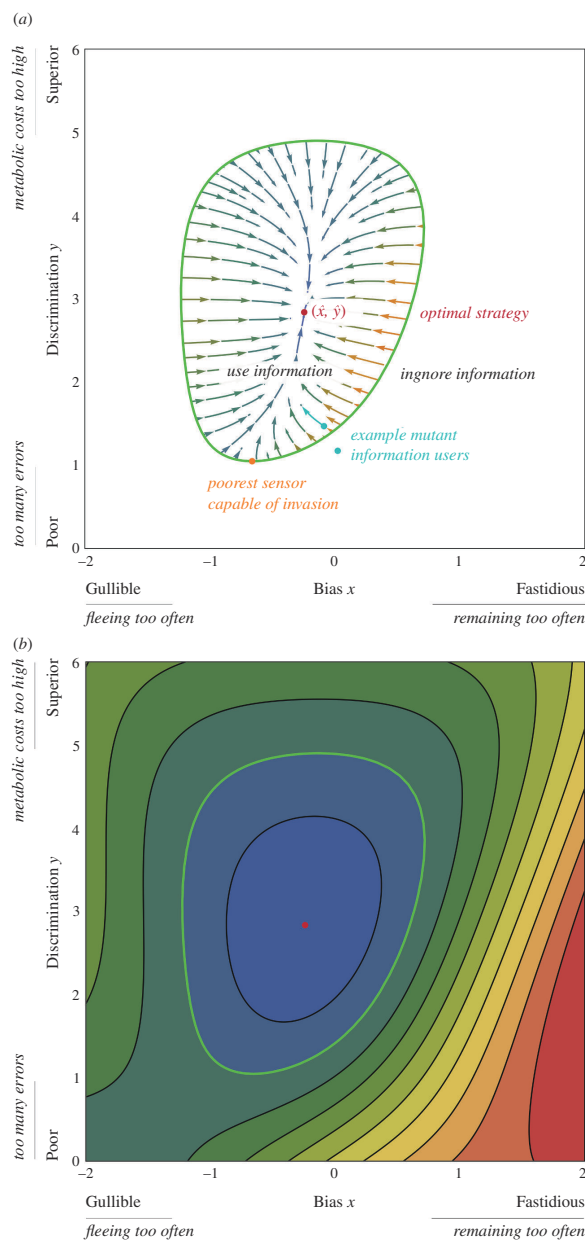 (a)
metabolic costs too high
Superior
6
5
4
Discrimination y
3
(x̂, ŷ)
optimal strategy
use information
ingnore information
2
example mutant
information users
too many errors
1
poorest sensor
capable of invasion
Poor
0
−2
−1
0
1
2
Gullible
Bias x
Fastidious
fleeing too often
remaining too often
(b)
metabolic costs too high
Superior
6
5
4
Discrimination y
3
2
too many errors
1
Poor
0
−2
−1
0
1
2
Gullible
Bias x
Fastidious
fleeing too often
remaining too often